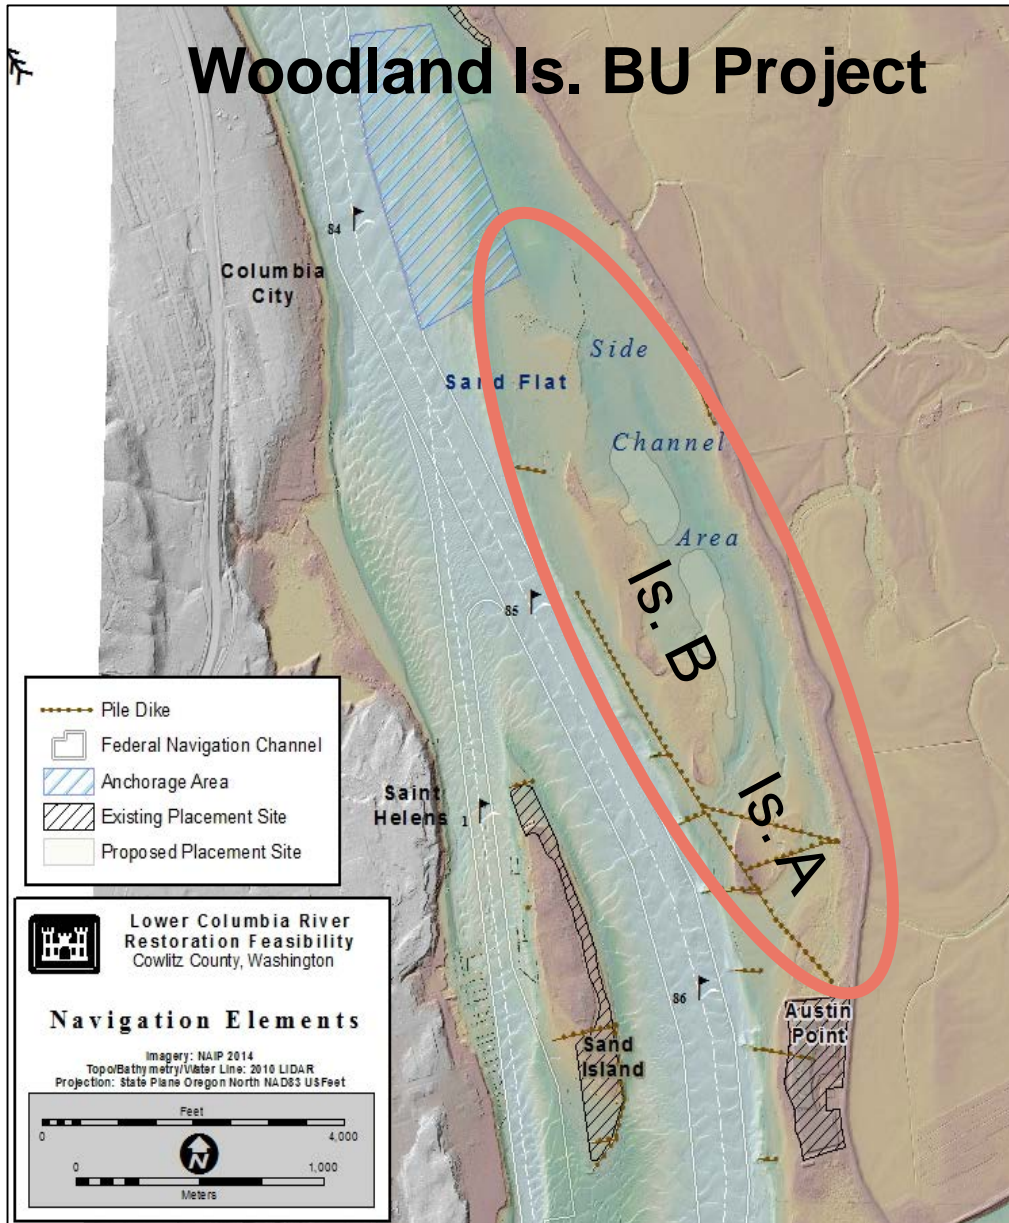 Woodland Is. BU Project
84
Columbia
City
Side
Sand Flat
Channel
Area
Is. B
85
Pile Dike
Federal Navigation Channel
Anchorage Area
Existing Placement Site
Proposed Placement Site
Saint
Helens
1
Is. A
86
Austin
Point
Sand
Island
Lower Columbia River
Restoration Feasibility
Cowlitz County, Washington
Navigation Elements
Imagery: NAIP 2014
Topo/Bathymetry/Water Line: 2010 LIDAR
Projection: State Plane Oregon North NAD83 USFeet
Feet
0 4,000
N
0 1,000
Meters